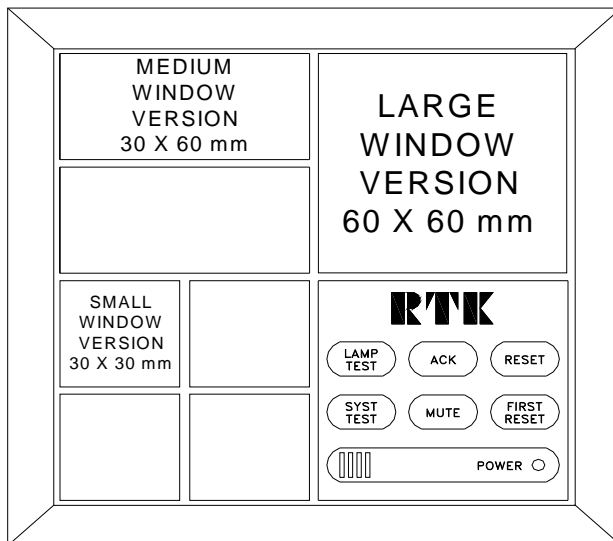 MEDIUM
WINDOW
VERSION
30 X 60 mm
LARGE
WINDOW
VERSION
60 X 60 mm
SMALL
WINDOW
VERSION
30 X 30 mm
RTK
LAMP
TEST
ACK
RESET
SYST
TEST
MUTE
FIRST
RESET
POWER